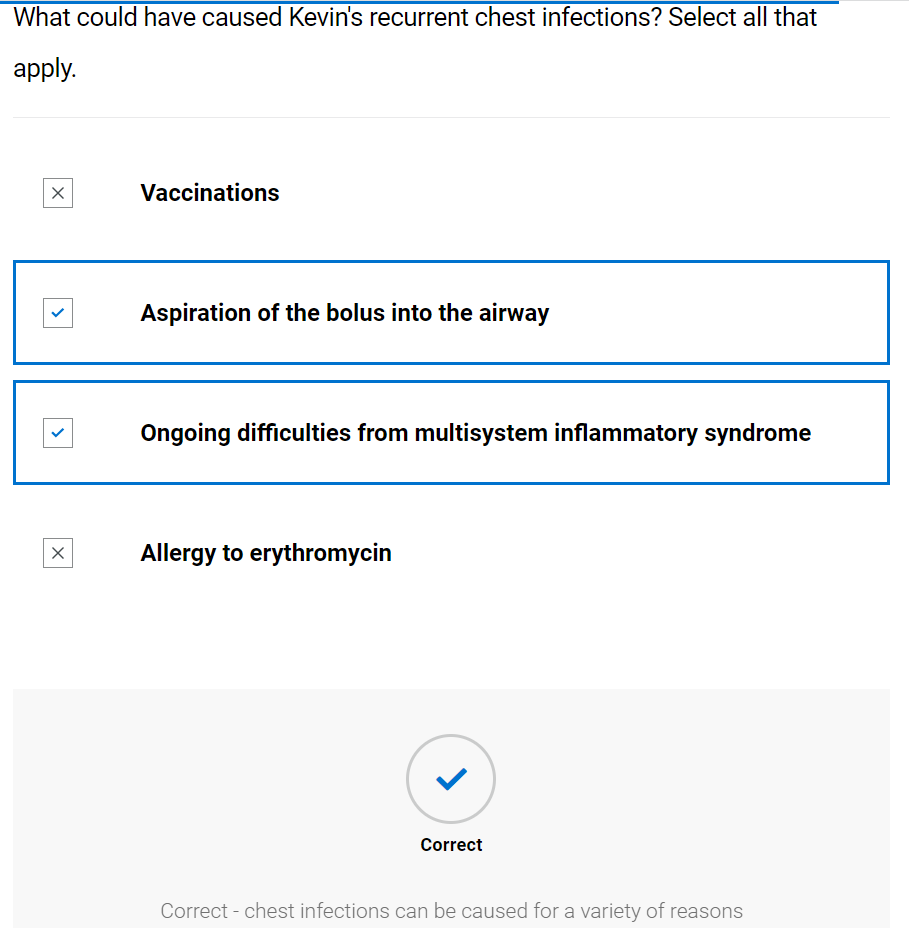 What could have caused Kevin's recurrent chest infections? Select all that
apply.
Vaccinations
Aspiration of the bolus into the airway
Ongoing difficulties from multisystem inflammatory syndrome
Allergy to erythromycin
Correct
Correct - chest infections can be caused for a variety of reasons